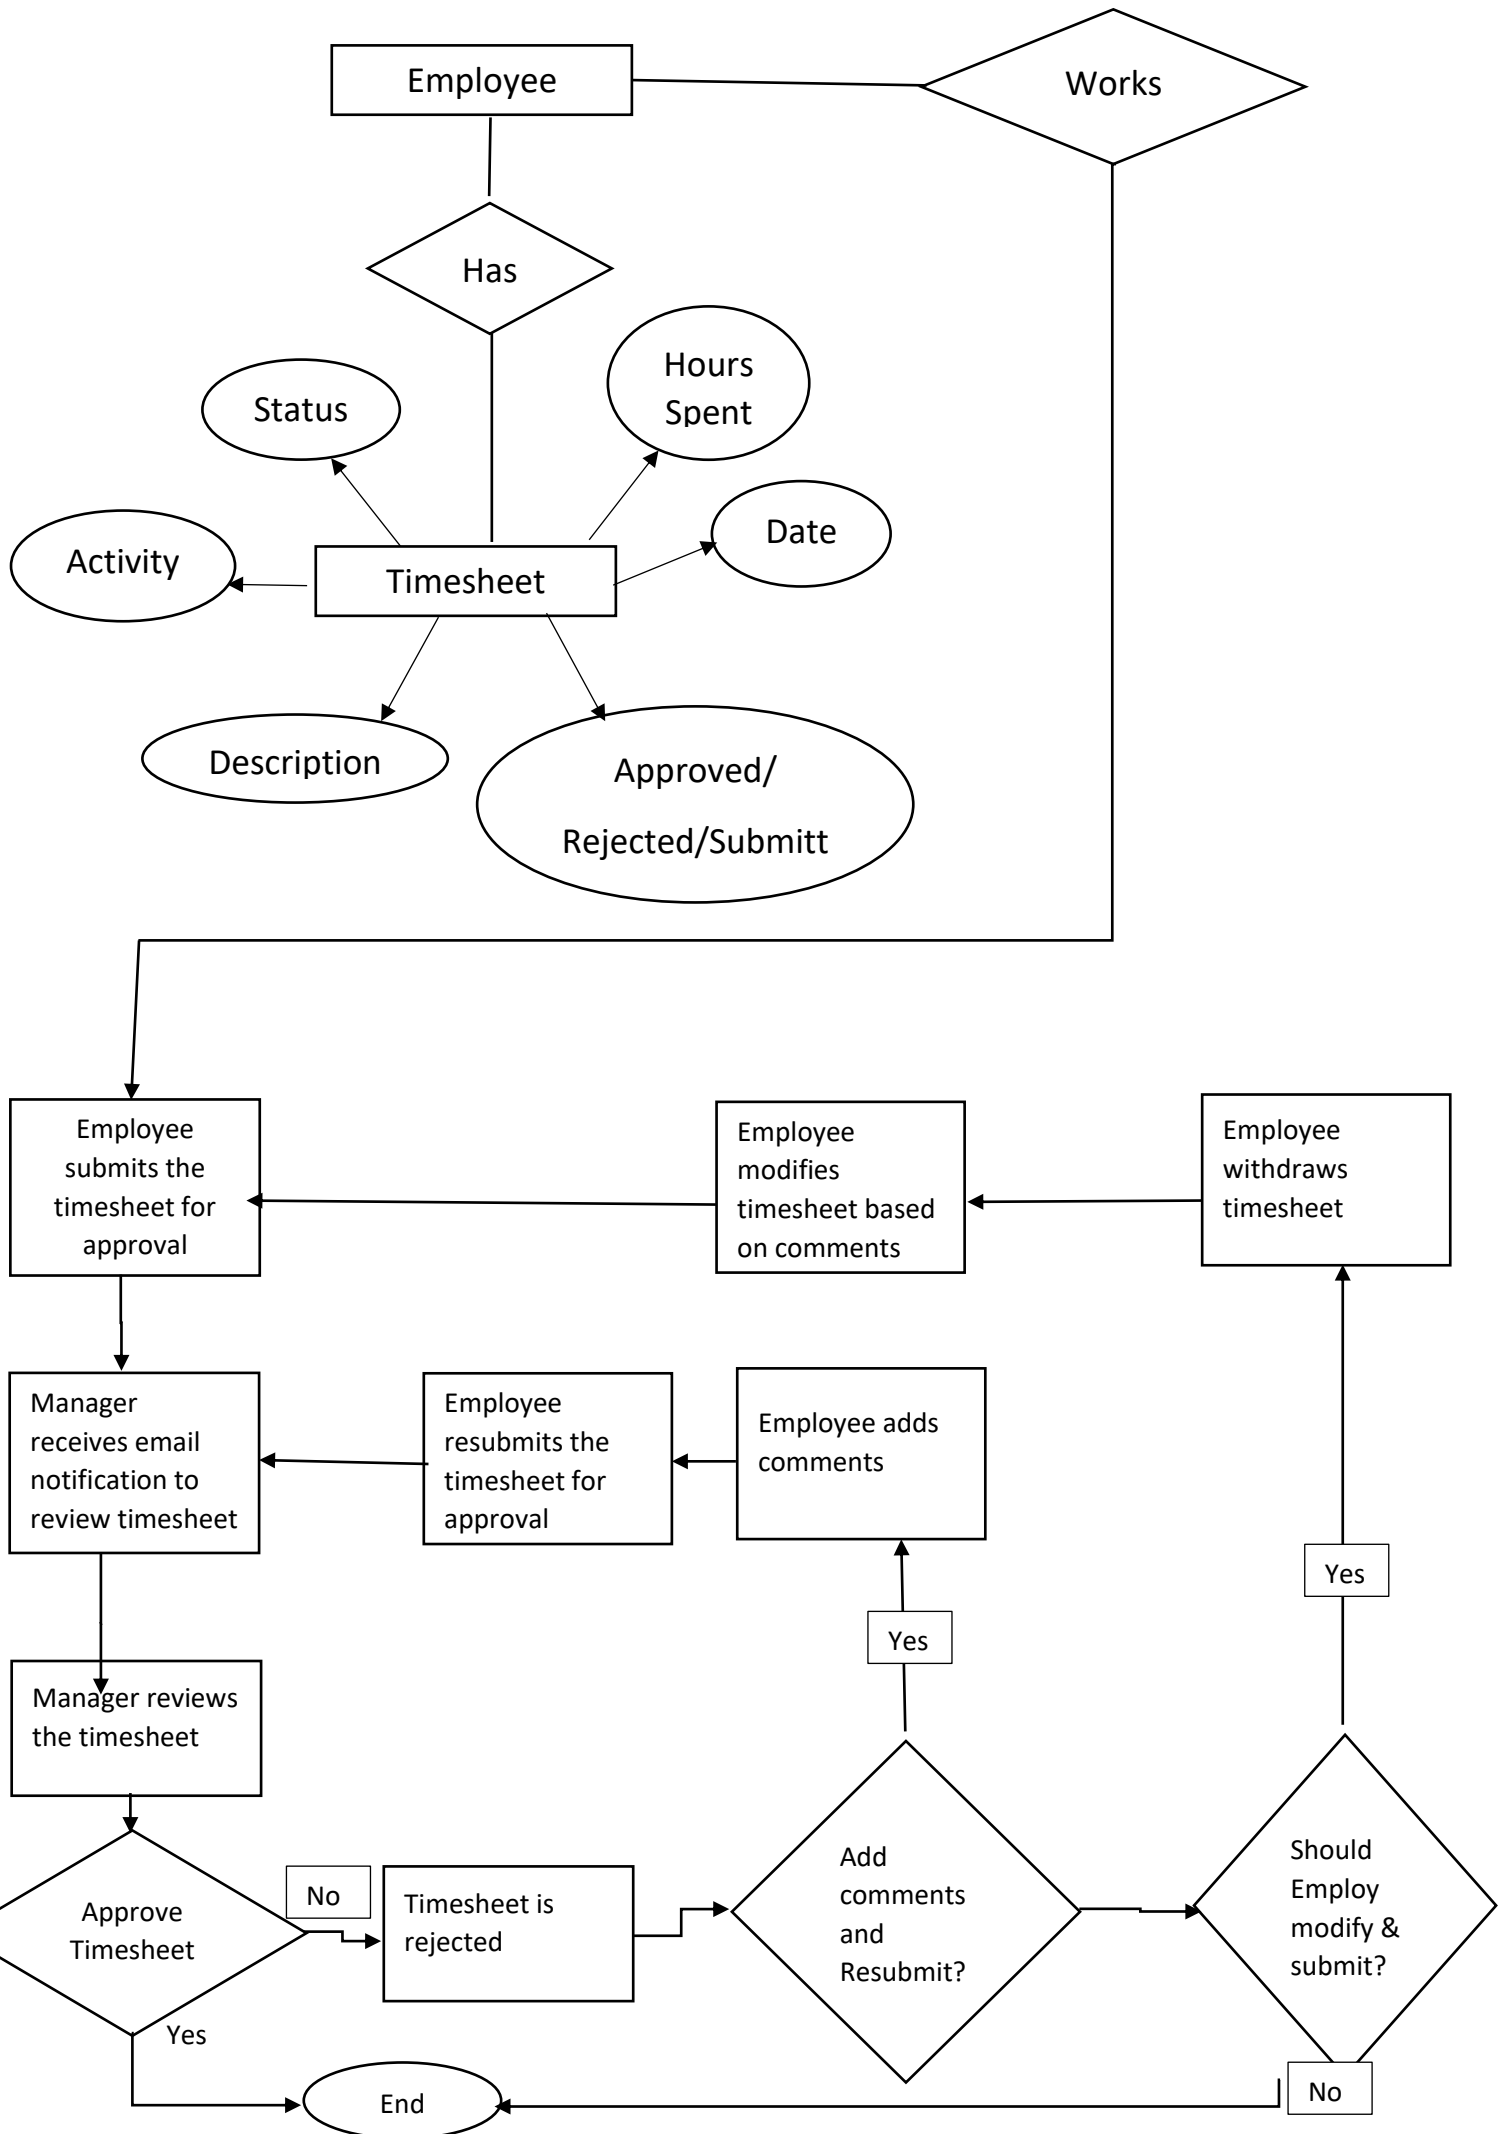 Employee
Works
Has
Hours
Spent
Status
Date
Activity
Timesheet
Description
Approved/
Rejected/Submitt
Employee
submits the
timesheet for
approval
Employee
modifies
timesheet based
on comments
Employee
withdraws
timesheet
Manager
receives email
notification to
review timesheet
Employee
resubmits the
timesheet for
approval
Employee adds
comments
Yes
Yes
Manager reviews
the timesheet
Approve
Timesheet
No
Timesheet is
rejected
Add
comments
and
Resubmit?
Should
Employ
modify &
submit?
Yes
End
No